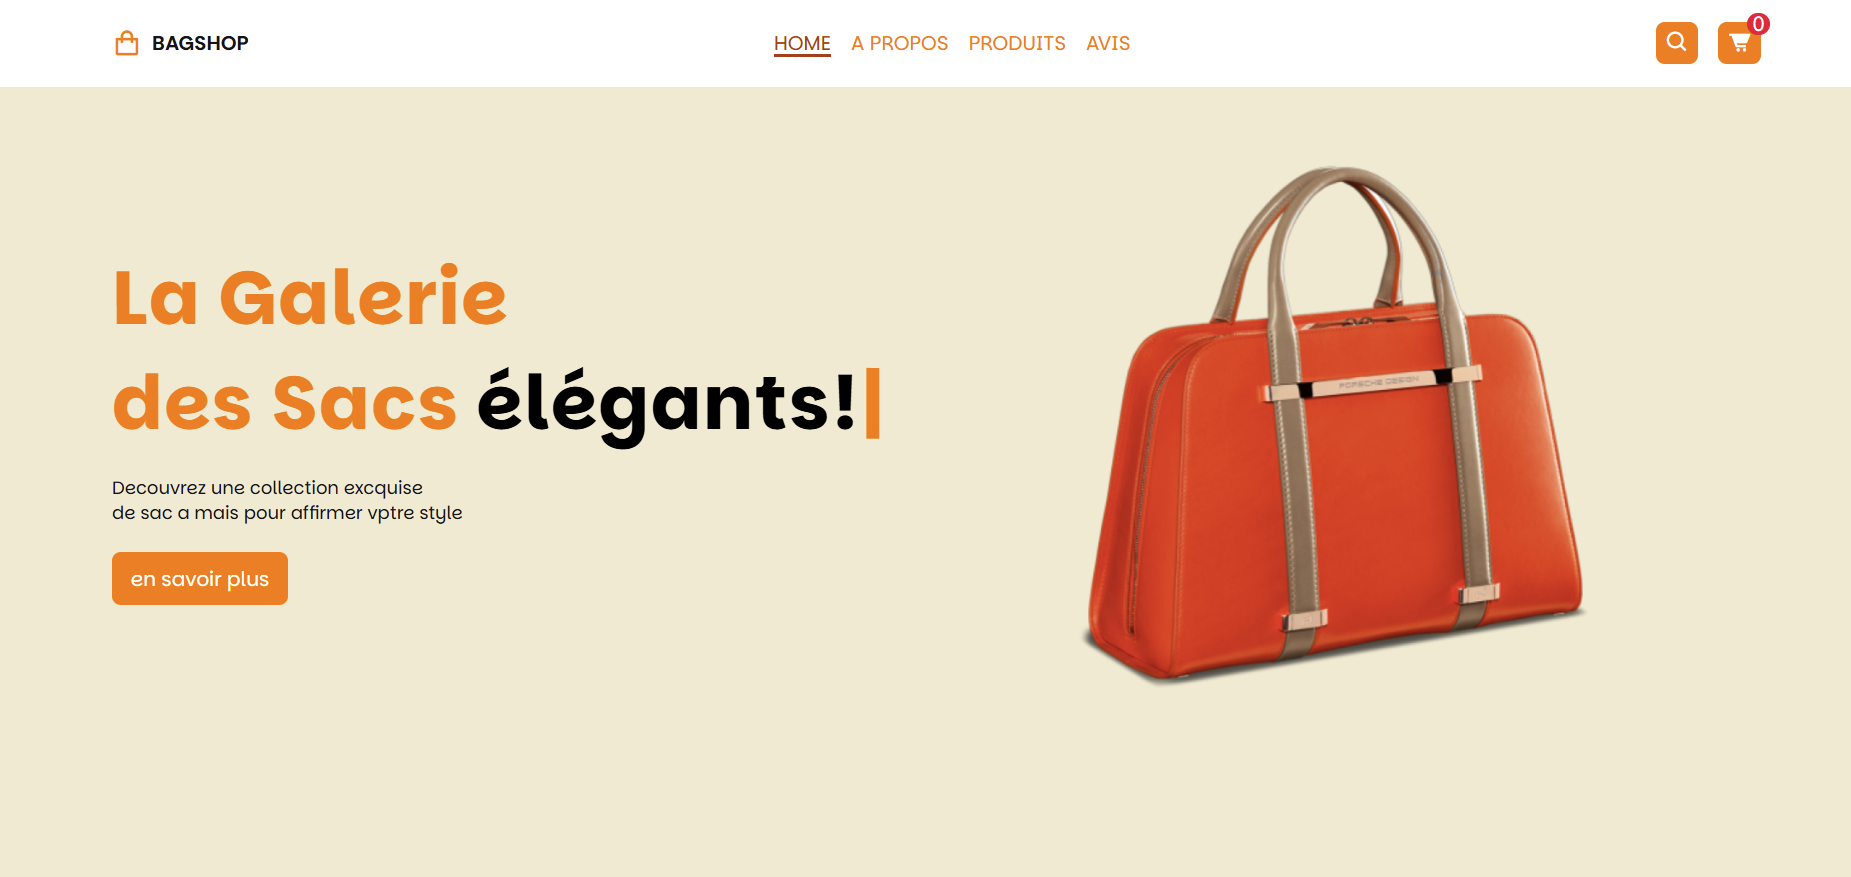 BAGSHOP
HOME A PROPOS PRODUITS AVIS
0
La Galerie
des Sacs élégants!|
PORSCHE DESIGN
Decouvrez une collection excquise
de sac a mais pour affirmer vptre style
en savoir plus